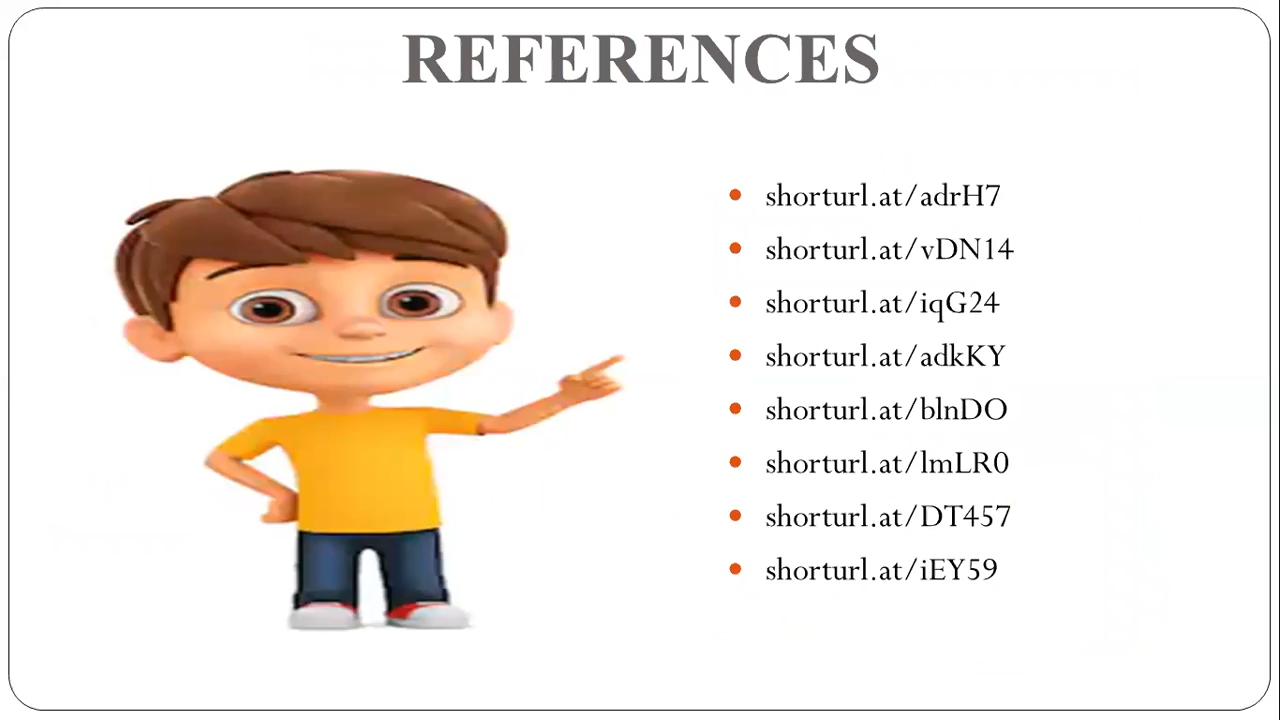 REFERENCES
shorturl.at/adrH7
shorturl.at/vDN14
shorturl.at/iqG24
shorturl.at/adkKY
shorturl.at/blnDO
shorturl.at/lmLR0
shorturl.at/DT457
shorturl.at/iEY59